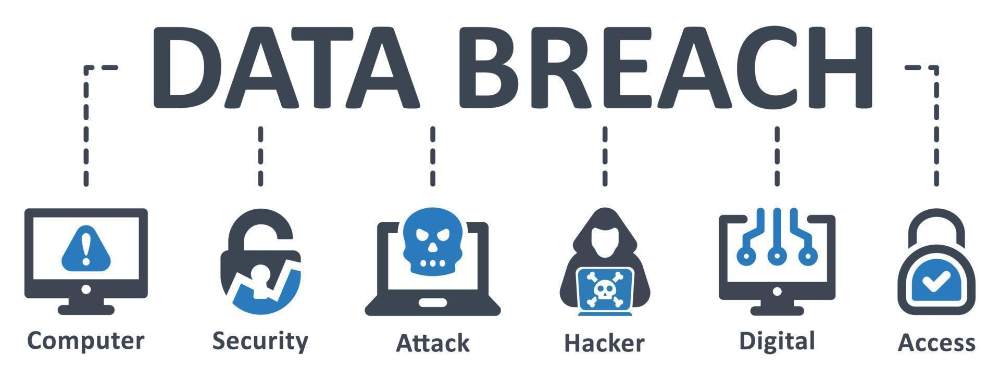 DATA BREACH
Computer
Security
Attack
Hacker
Digital
Access